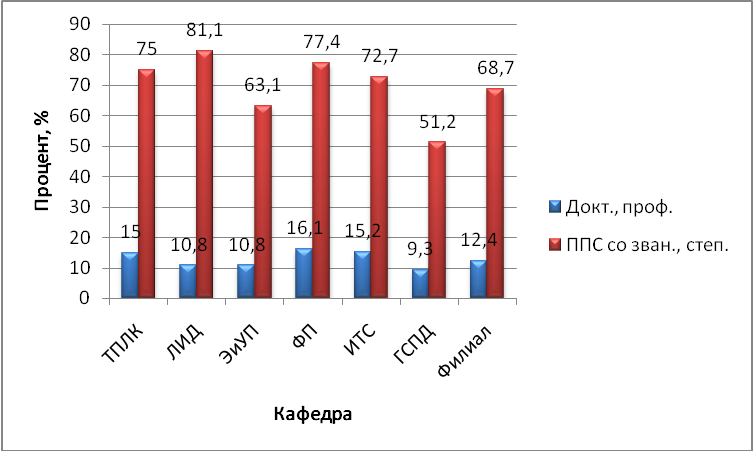 Процент, %
90
80
70
60
50
40
30
20
10
0
75
81,1
63,1
77,4
72,7
51,2
68,7
15
10,8
10,8
16,1
15,2
9,3
12,4
ТПЛК
ЛИД
ЭиУП
ФП
ИТС
ГСПД
Филиал
Кафедра
Докт., проф.
ППС со зван., степ.